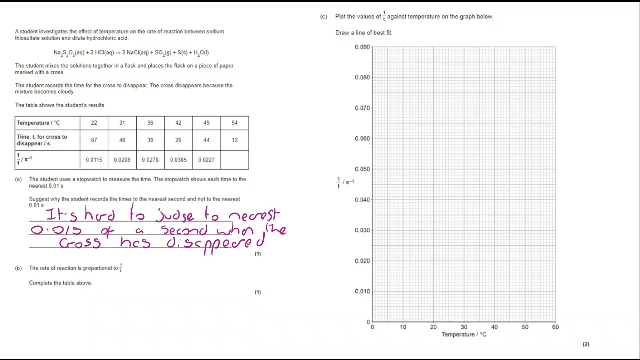 A student investigates the effect of temperature on the rate of reaction between sodium
thiosulfate solution and dilute hydrochloric acid.
Na₂S₂O₃(aq) + 2 HCl(aq) → 2 NaCl(aq) + SO₂(g) + S(s) + H₂O(l)
The student mixes the solutions together in a flask and places the flask on a piece of paper
marked with a cross
The student records the time for the cross to disappear. The cross disappears because the
mixture becomes cloudy
The table shows the student's results
Temperature / °C 22 31 36 42 49 54
Time, t, for cross to
disappear / s 87 48 36 26 44 12
1/t / s⁻¹ 0.0115 0.0208 0.0278 0.0385 0.0227
(a) The student uses a stopwatch to measure the time. The stopwatch shows each time to the
nearest 0.01 s
Suggest why the student records the times to the nearest second and not to the nearest
0.01 s
It's hard to judge to nearest
0.01s of a second when the
cross has disappeared
(1)
(b) The rate of reaction is proportional to 1/t
Complete the table above.
(1)
(c) Plot the values of 1/t against temperature on the graph below.
Draw a line of best fit.
0.090
0.080
0.070
0.060
0.050
1/t / s⁻¹
0.040
0.030
0.020
0.010
0
0 10 20 30 40 50 60
Temperature / °C
(2)